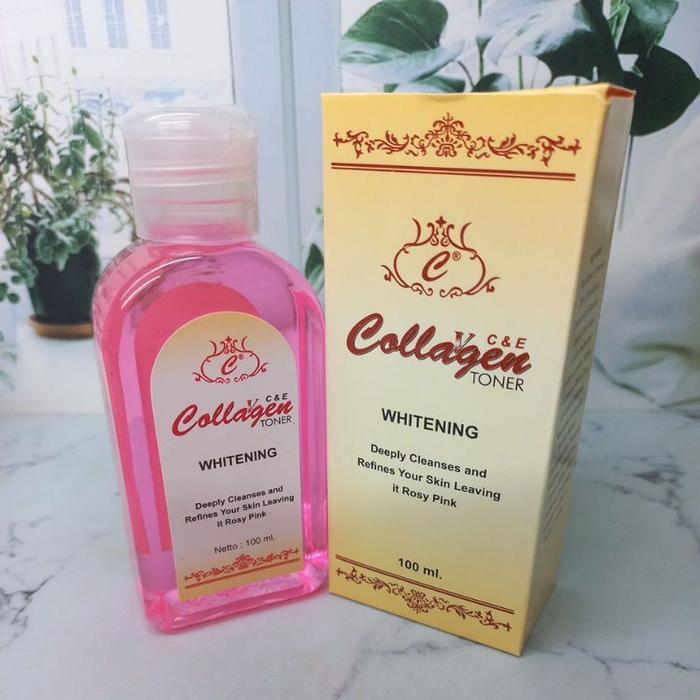 C®
C & E
Collagen
TONER
WHITENING
Deeply Cleanses and
Refines Your Skin Leaving
it Rosy Pink
Netto : 100 ml.
C®
C & E
Collagen
TONER
WHITENING
Deeply Cleanses and
Refines Your Skin Leaving
it Rosy Pink
100 ml.